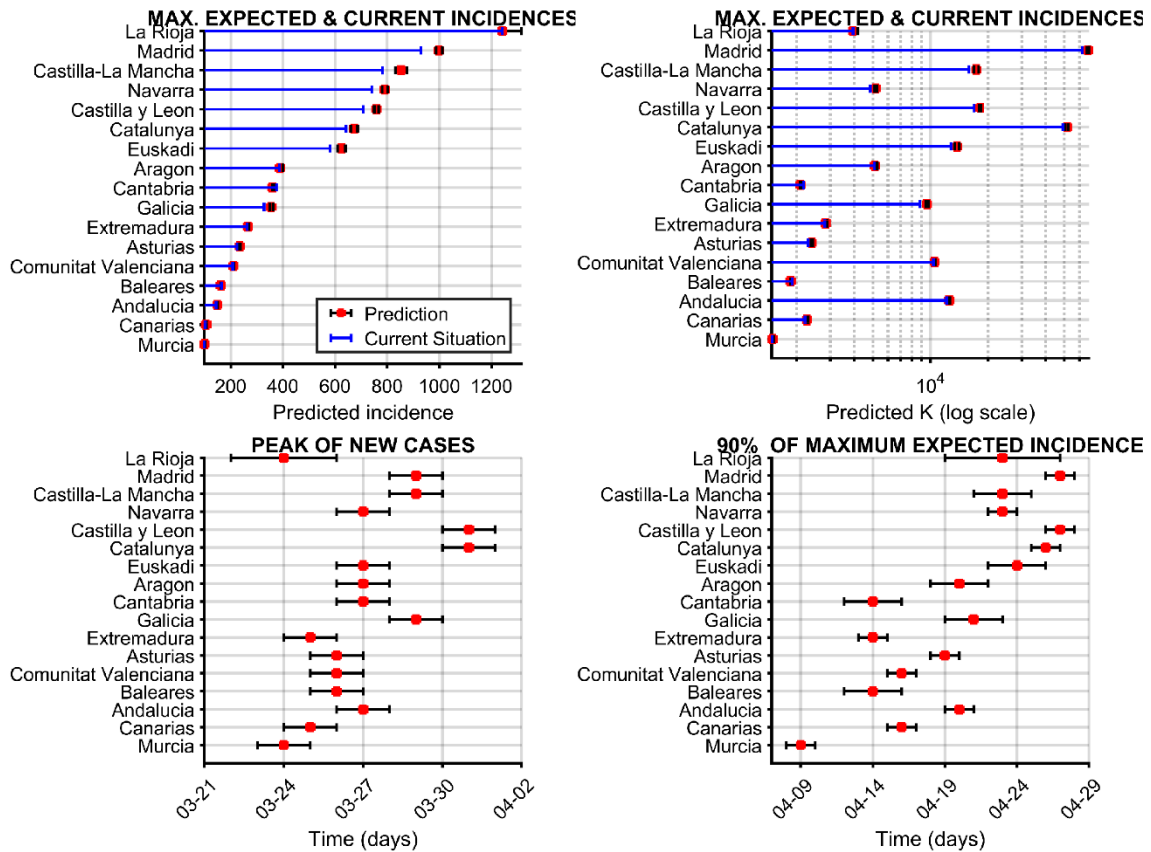 MAX. EXPECTED & CURRENT INCIDENCES
La Rioja
Madrid
Castilla-La Mancha
Navarra
Castilla y Leon
Catalunya
Euskadi
Aragon
Cantabria
Galicia
Extremadura
Asturias
Comunitat Valenciana
Baleares
Andalucia
Canarias
Murcia
Prediction
Current Situation
200 400 600 800 1000 1200
Predicted incidence
MAX. EXPECTED & CURRENT INCIDENCES
La Rioja
Madrid
Castilla-La Mancha
Navarra
Castilla y Leon
Catalunya
Euskadi
Aragon
Cantabria
Galicia
Extremadura
Asturias
Comunitat Valenciana
Baleares
Andalucia
Canarias
Murcia
10⁴
Predicted K (log scale)
PEAK OF NEW CASES
La Rioja
Madrid
Castilla-La Mancha
Navarra
Castilla y Leon
Catalunya
Euskadi
Aragon
Cantabria
Galicia
Extremadura
Asturias
Comunitat Valenciana
Baleares
Andalucia
Canarias
Murcia
03-21 03-24 03-27 03-30 04-02
Time (days)
90% OF MAXIMUM EXPECTED INCIDENCE
La Rioja
Madrid
Castilla-La Mancha
Navarra
Castilla y Leon
Catalunya
Euskadi
Aragon
Cantabria
Galicia
Extremadura
Asturias
Comunitat Valenciana
Baleares
Andalucia
Canarias
Murcia
04-09 04-14 04-19 04-24 04-29
Time (days)